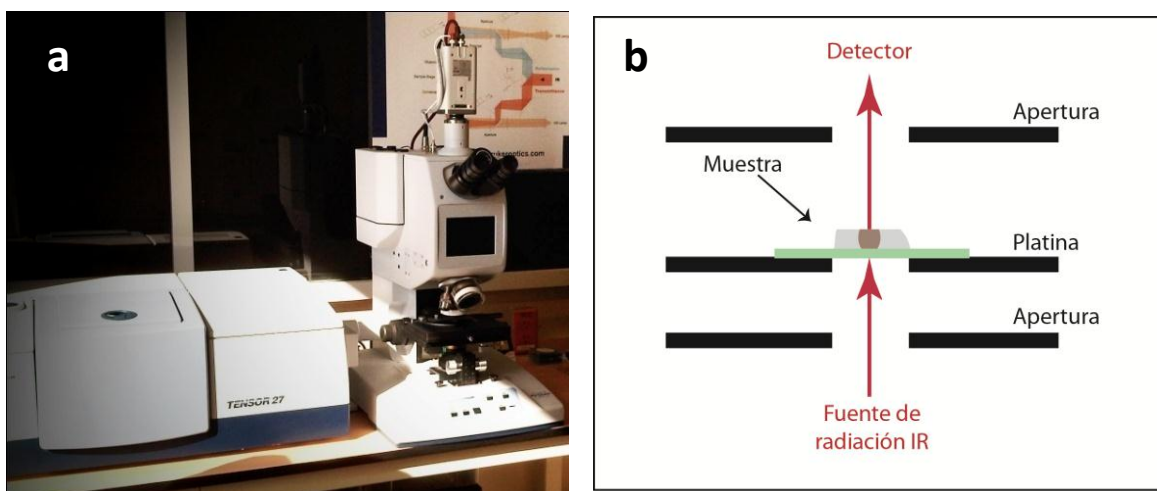 a
TENSOR 27
b
Detector
Apertura
Muestra
Platina
Apertura
Fuente de
radiación IR